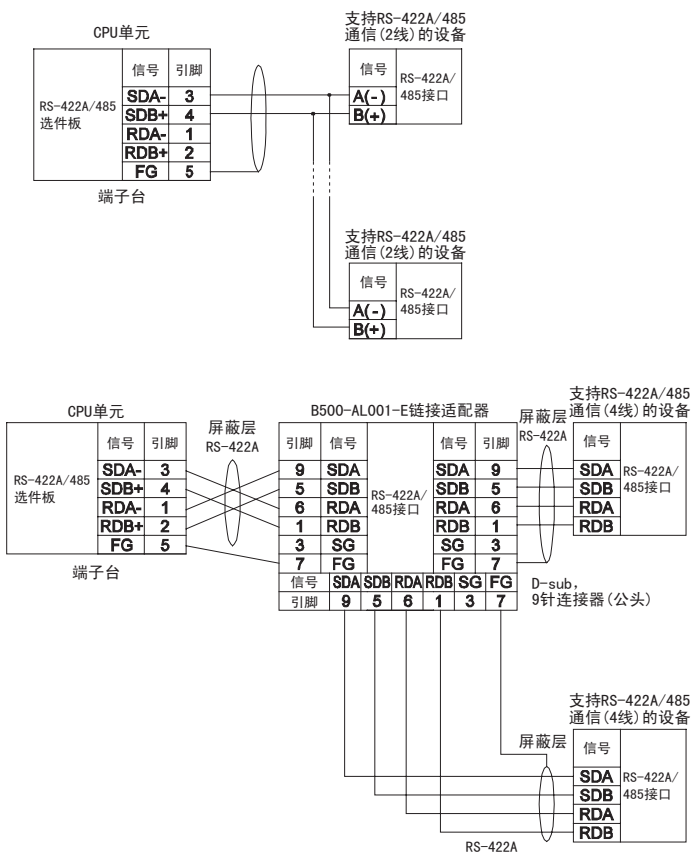 CPU单元
支持RS-422A/485
通信(2线)的设备
信号 引脚
RS-422A/485
选件板
SDA- 3
SDB+ 4
RDA- 1
RDB+ 2
FG 5
端子台
信号
A(-)
B(+)
RS-422A/
485接口
支持RS-422A/485
通信(2线)的设备
信号
A(-)
B(+)
RS-422A/
485接口
CPU单元
信号 引脚
RS-422A/485
选件板
SDA- 3
SDB+ 4
RDA- 1
RDB+ 2
FG 5
端子台
屏蔽层
RS-422A
B500-AL001-E链接适配器
引脚 信号
9 SDA
5 SDB
6 RDA
1 RDB
3 SG
7 FG
RS-422A/
485接口
信号 引脚
SDA 9
SDB 5
RDA 6
RDB 1
SG 3
FG 7
信号 SDA SDB RDA RDB SG FG
引脚 9 5 6 1 3 7
D-sub,
9针连接器(公头)
屏蔽层
RS-422A
支持RS-422A/485
通信(4线)的设备
信号
SDA
SDB
RDA
RDB
RS-422A/
485接口
支持RS-422A/485
通信(4线)的设备
屏蔽层
信号
SDA
SDB
RDA
RDB
RS-422A/
485接口
RS-422A